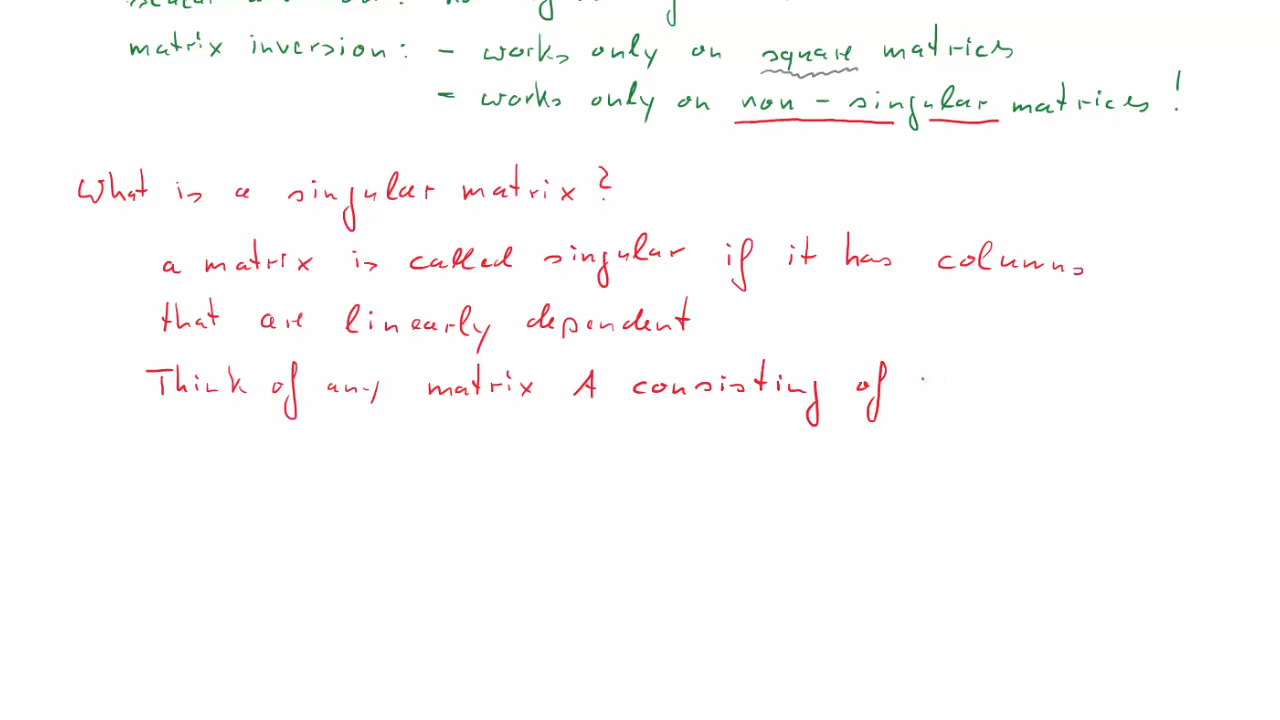 matrix inversion: - works only on square matrices
- works only on non-singular matrices!
What is a singular matrix?
a matrix is called singular if it has columns
that are linearly dependent
Think of any matrix A consisting of